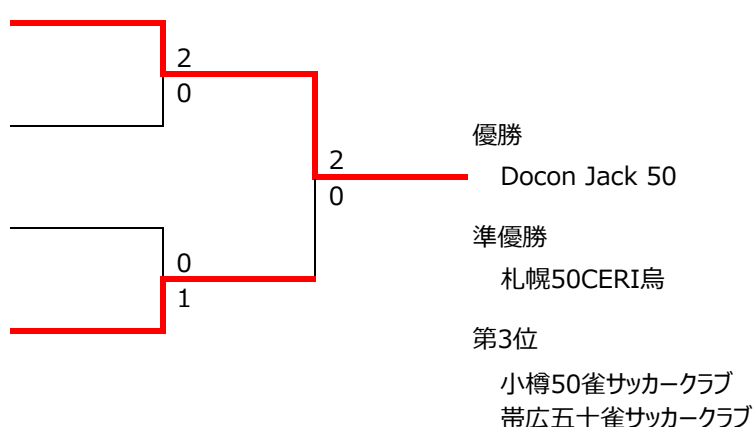 2
0
2
0
0
1
優勝
Docon Jack 50
準優勝
札幌50CERI烏
第3位
小樽50雀サッカークラブ
帯広五十雀サッカークラブ